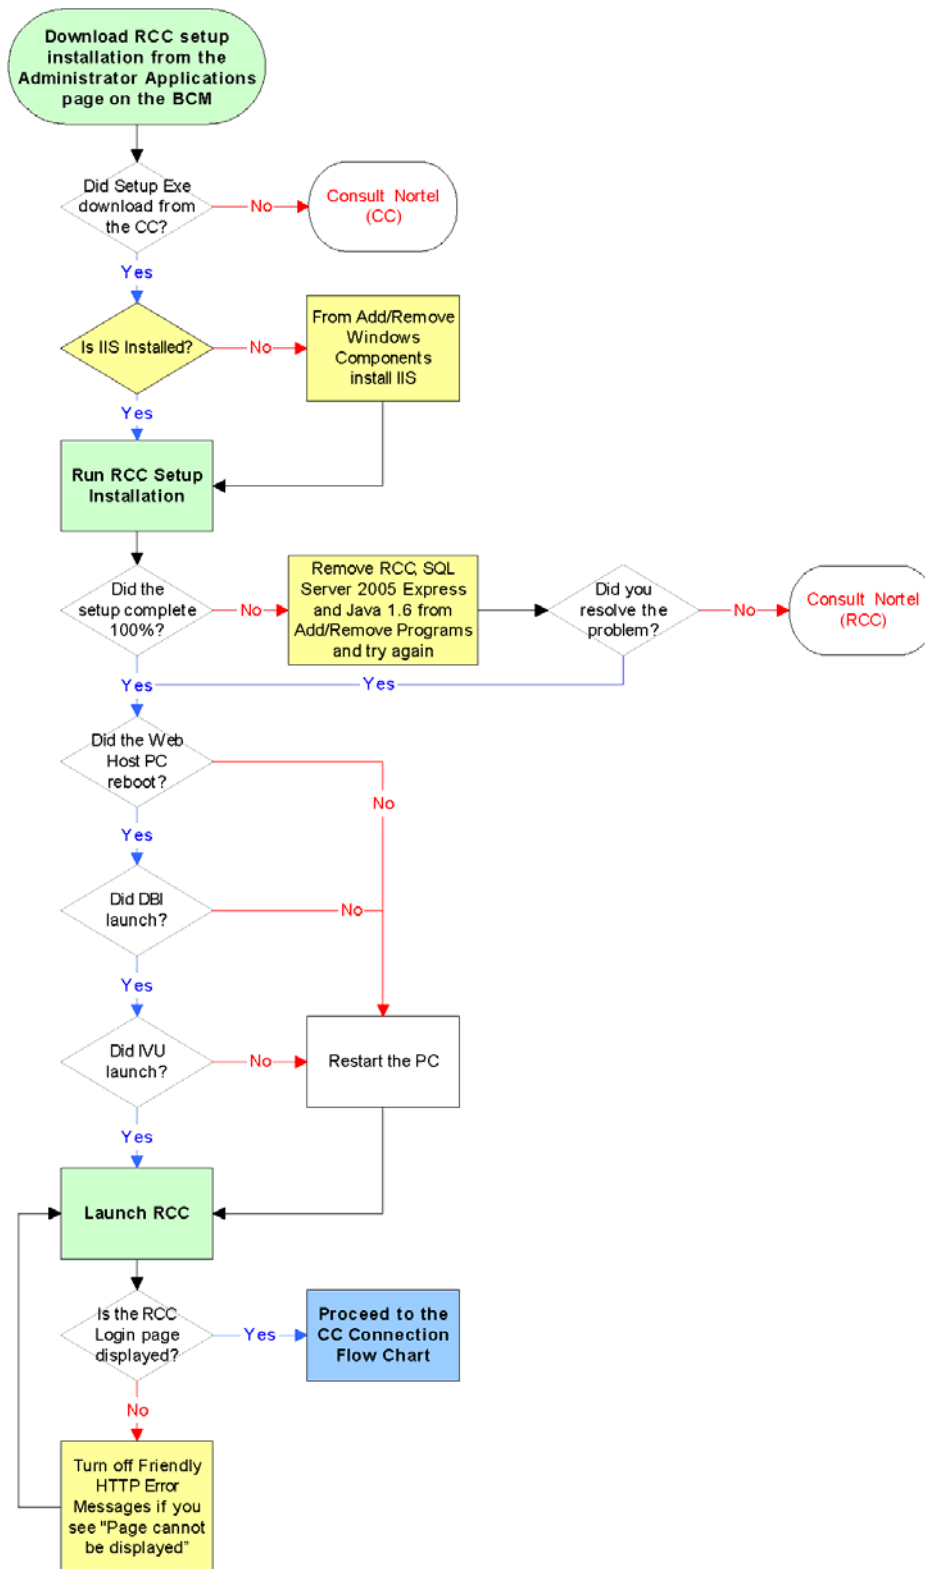 Download RCC setup
installation from the
Administrator Applications
page on the BCM
Did Setup Exe
download from
the CC?
No
Consult Nortel
(CC)
Yes
Is IIS Installed?
No
From Add/Remove
Windows
Components
install IIS
Yes
Run RCC Setup
Installation
Did the
setup complete
100%?
No
Remove RCC, SQL
Server 2005 Express
and Java 1.6 from
Add/Remove Programs
and try again
Did you
resolve the
problem?
No
Consult Nortel
(RCC)
Yes
Yes
Did the Web
Host PC
reboot?
No
Yes
Did DBI
launch?
No
Yes
Did IVU
launch?
No
Restart the PC
Yes
Launch RCC
Is the RCC
Login page
displayed?
Yes
Proceed to the
CC Connection
Flow Chart
No
Turn off Friendly
HTTP Error
Messages if you
see "Page cannot
be displayed"